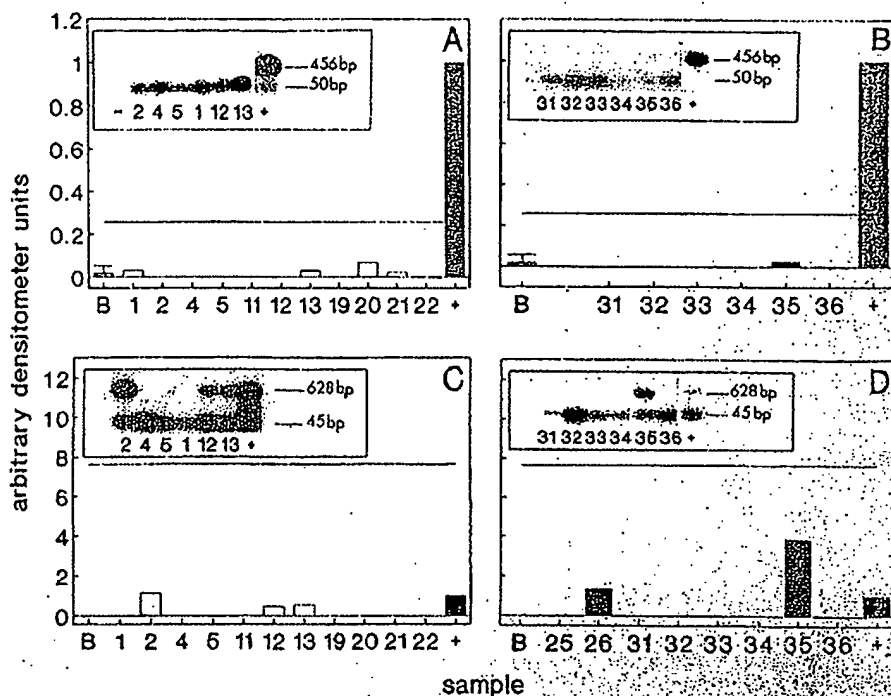 arbitrary densitometer units
A
1.2
1
0.8
0.6
0.4
0.2
0
456bp
50bp
- 2 4 5 1 12 13 +
B 1 2 4 5 11 12 13 19 20 21 22 +
B
456bp
50bp
31 32 33 34 35 36 +
B 31 32 33 34 35 36 +
C
12
10
8
6
4
2
0
628bp
45bp
2 4 5 1 12 13 +
B 1 2 4 5 11 12 13 19 20 21 22 +
D
628bp
45bp
31 32 33 34 35 36 +
B 25 26 31 32 33 34 35 36 +
sample